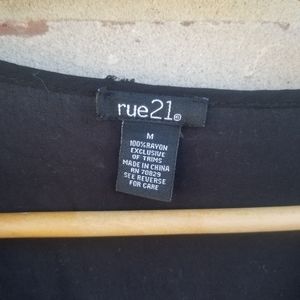 rue21®
M
100%RAYON
EXCLUSIVE
OF TRIMS
MADE IN CHINA
RN 70829
SEE REVERSE
FOR CARE